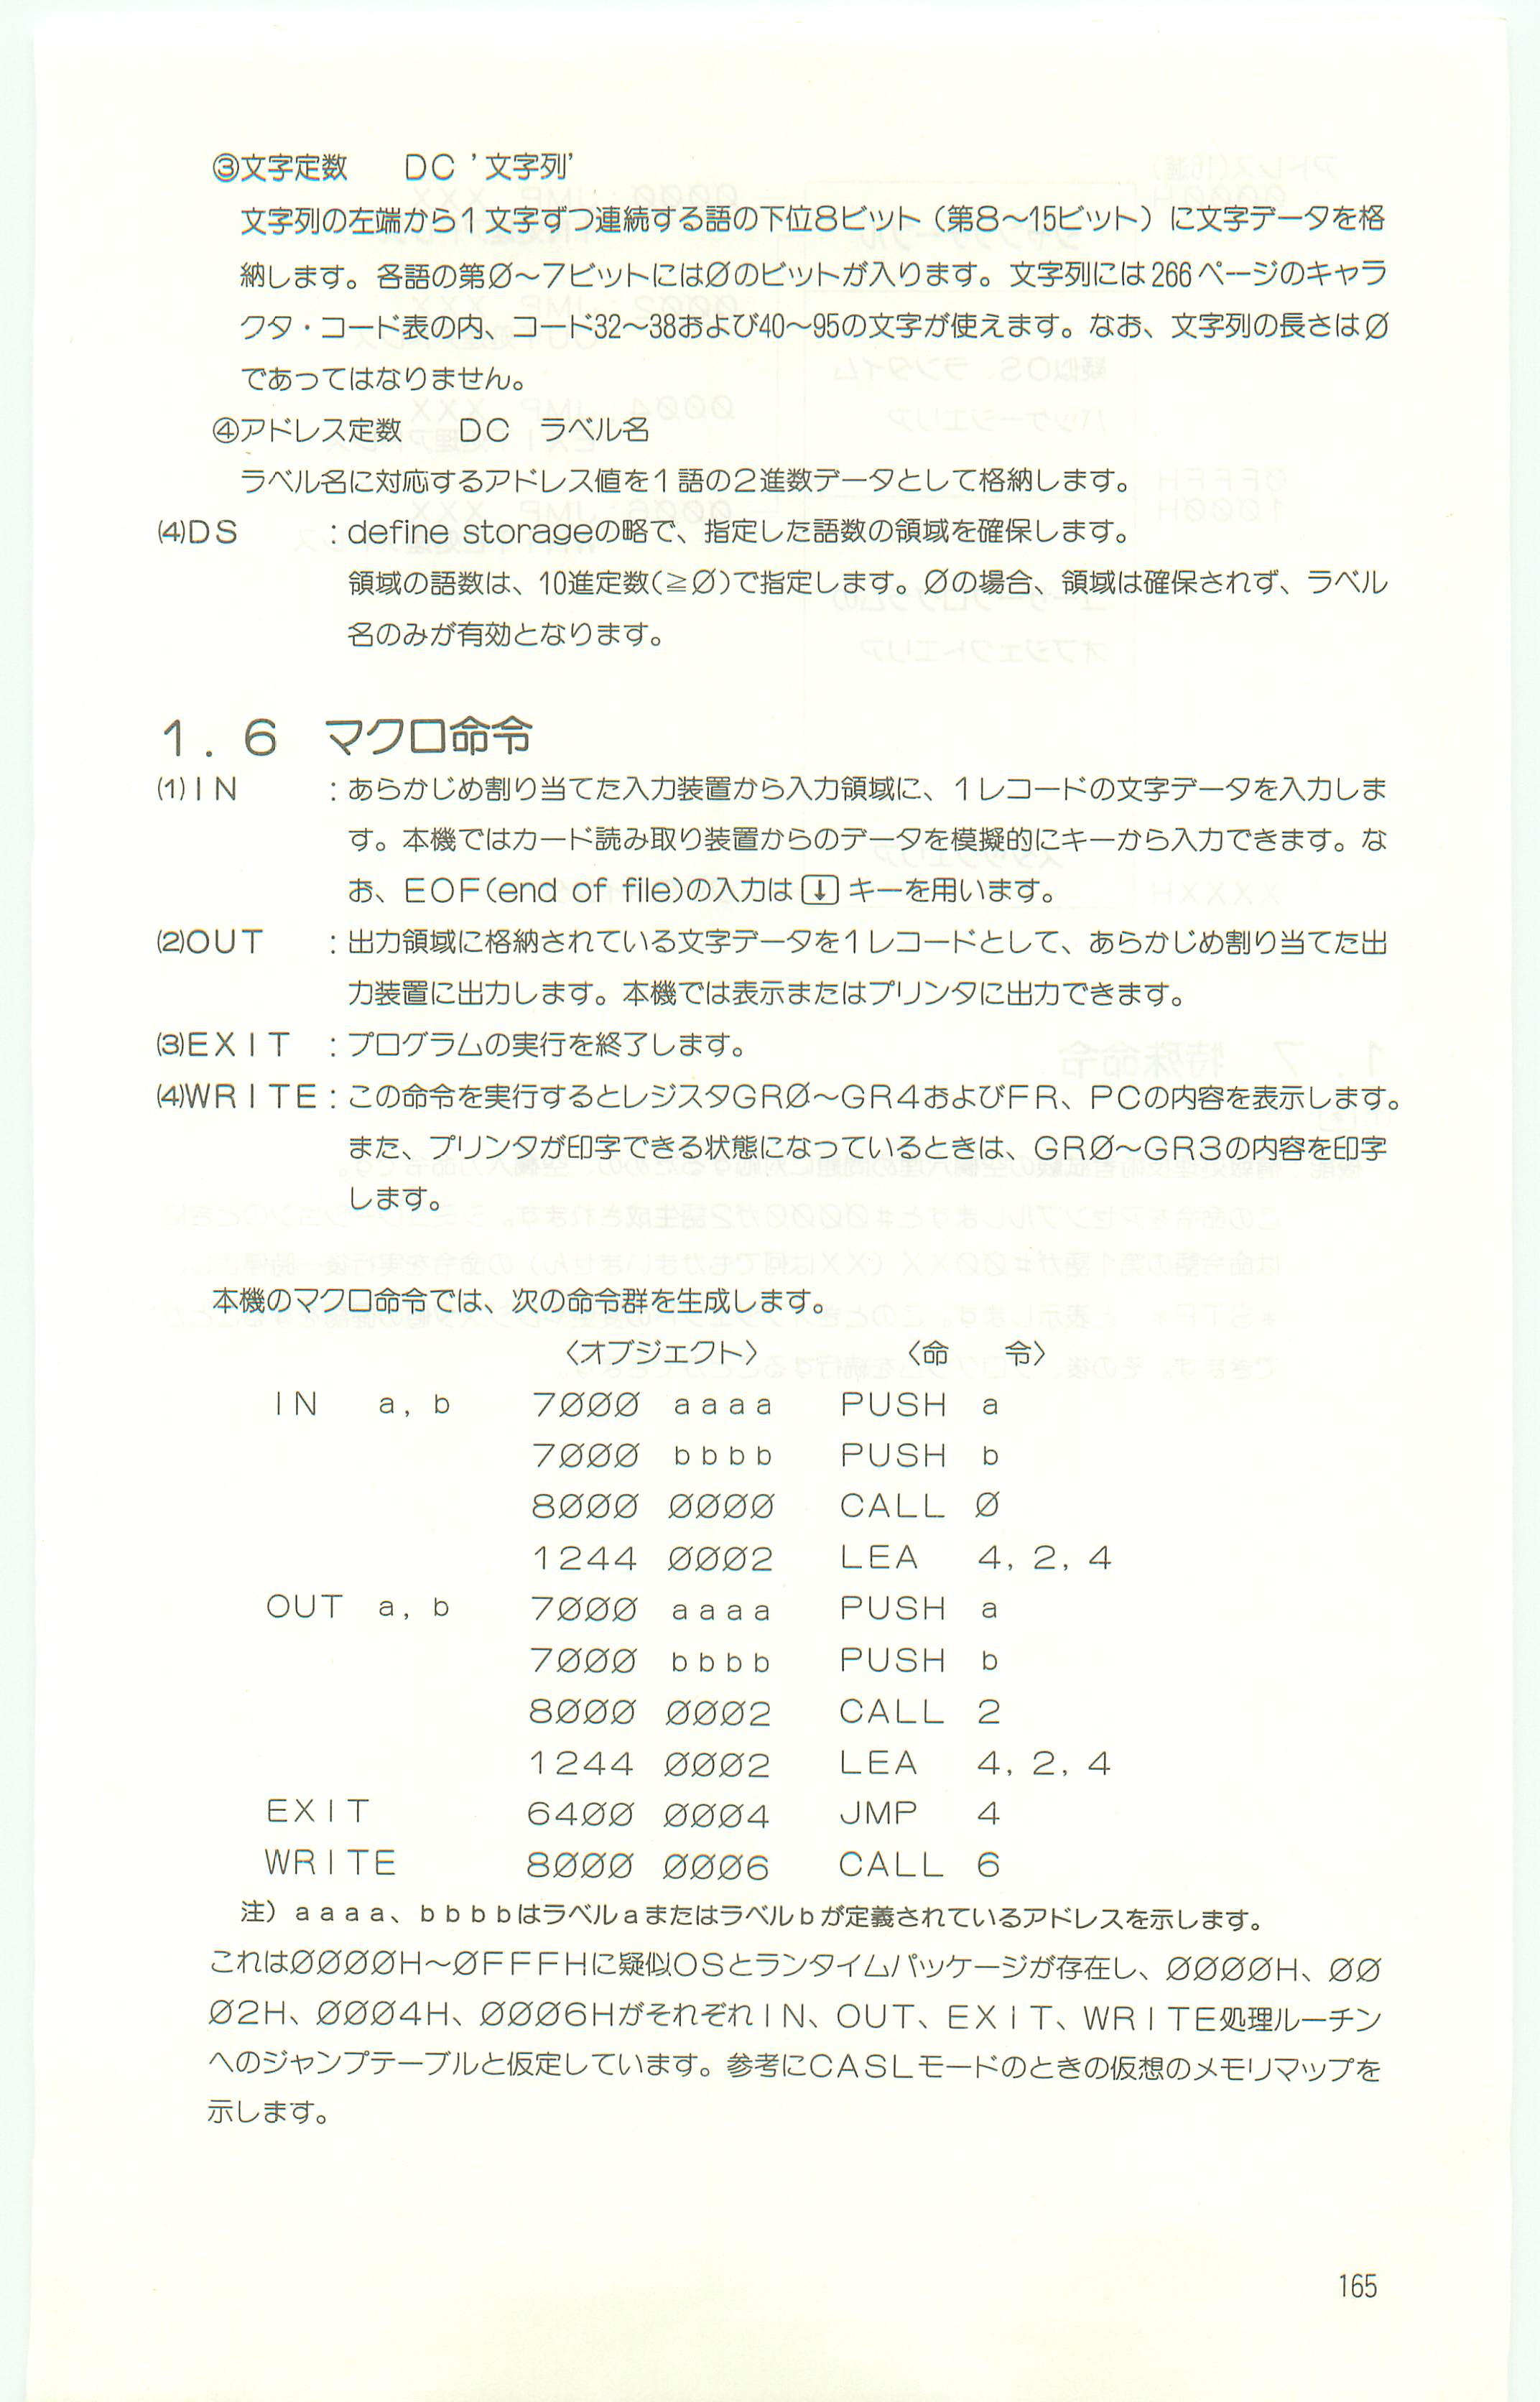 ③文字定数　　DC '文字列'
文字列の左端から1文字ずつ連続する語の下位8ビット（第8～15ビット）に文字データを格
納します。各語の第Ø～7ビットにはØのビットが入ります。文字列には266ページのキャラ
クタ・コード表の内、コード32～38および40～95の文字が使えます。なお、文字列の長さはØ
であってはなりません。
④アドレス定数　　DC　ラベル名
ラベル名に対応するアドレス値を1語の2進数データとして格納します。
(4)DS　　　：define storageの略で、指定した語数の領域を確保します。
領域の語数は、10進定数(≧Ø)で指定します。Øの場合、領域は確保されず、ラベル
名のみが有効となります。
1．6　マクロ命令
(1)IN　　　：あらかじめ割り当てた入力装置から入力領域に、1レコードの文字データを入力しま
す。本機ではカード読み取り装置からのデータを模擬的にキーから入力できます。な
お、EOF(end of file)の入力は[↓]キーを用います。
(2)OUT　　：出力領域に格納されている文字データを1レコードとして、あらかじめ割り当てた出
力装置に出力します。本機では表示またはプリンタに出力できます。
(3)EXIT　：プログラムの実行を終了します。
(4)WRITE：この命令を実行するとレジスタGRØ～GR4およびFR、PCの内容を表示します。
また、プリンタが印字できる状態になっているときは、GRØ～GR3の内容を印字
します。
本機のマクロ命令では、次の命令群を生成します。
〈オブジェクト〉　　〈命　令〉
IN　a, b　7ØØØ　aaaa　PUSH　a
7ØØØ　bbbb　PUSH　b
8ØØØ　ØØØØ　CALL　Ø
1244　ØØØ2　LEA　4, 2, 4
OUT　a, b　7ØØØ　aaaa　PUSH　a
7ØØØ　bbbb　PUSH　b
8ØØØ　ØØØ2　CALL　2
1244　ØØØ2　LEA　4, 2, 4
EXIT　64ØØ　ØØØ4　JMP　4
WRITE　8ØØØ　ØØØ6　CALL　6
注）aaaa、bbbbはラベルaまたはラベルbが定義されているアドレスを示します。
これはØØØØH～ØFFFHに疑似OSとランタイムパッケージが存在し、ØØØØH、ØØ
Ø2H、ØØØ4H、ØØØ6HがそれぞれIN、OUT、EXIT、WRITE処理ルーチン
へのジャンプテーブルと仮定しています。参考にCASLモードのときの仮想のメモリマップを
示します。
165